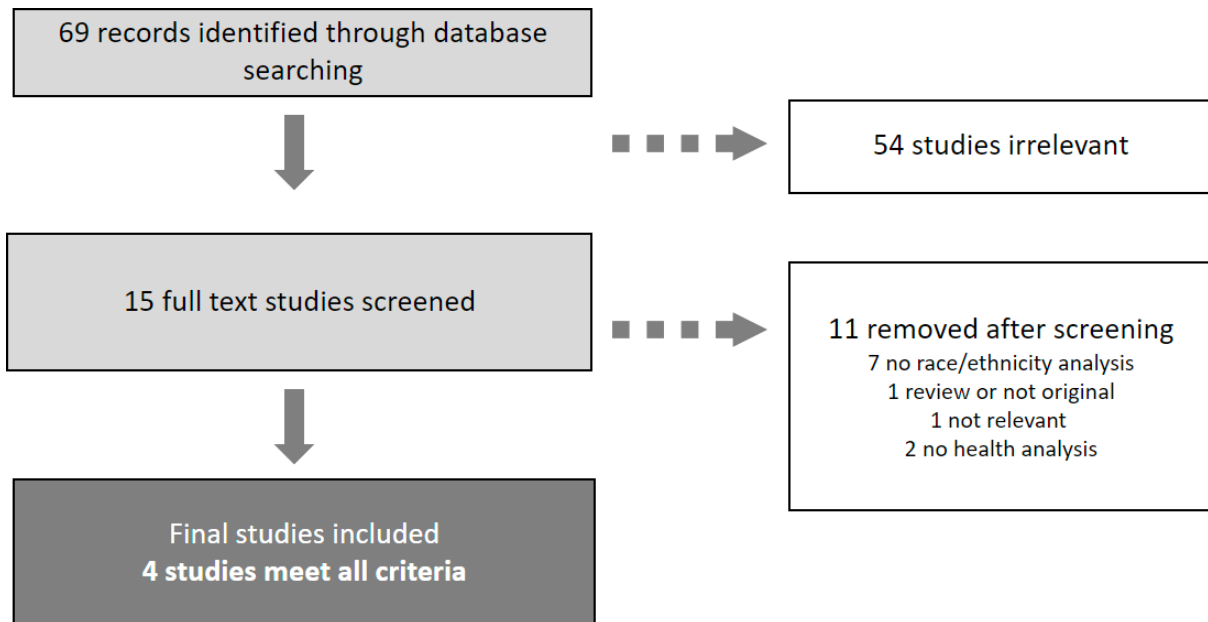 69 records identified through database
searching
54 studies irrelevant
15 full text studies screened
11 removed after screening
7 no race/ethnicity analysis
1 review or not original
1 not relevant
2 no health analysis
Final studies included
4 studies meet all criteria